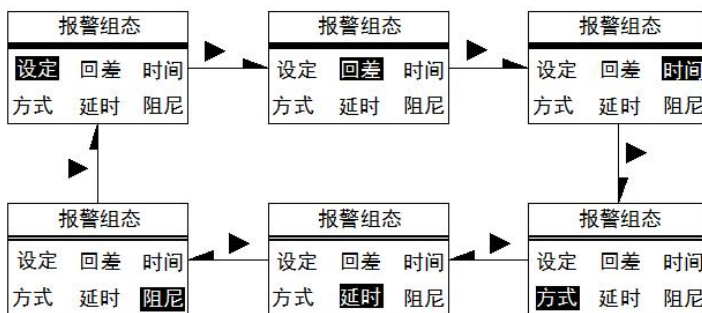 报警组态
设定 回差 时间
方式 延时 阻尼
报警组态
设定 回差 时间
方式 延时 阻尼
报警组态
设定 回差 时间
方式 延时 阻尼
报警组态
设定 回差 时间
方式 延时 阻尼
报警组态
设定 回差 时间
方式 延时 阻尼
报警组态
设定 回差 时间
方式 延时 阻尼